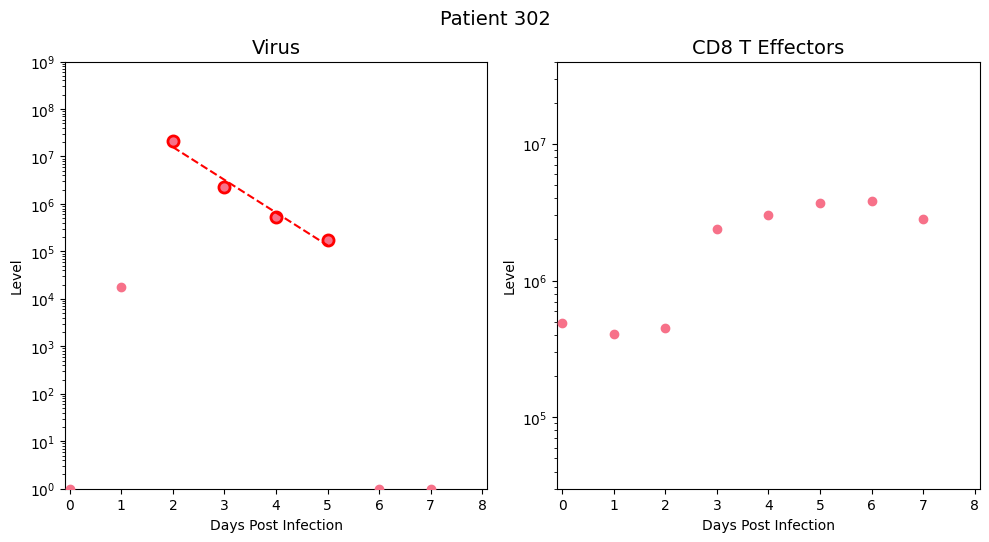 Patient 302
Virus
CD8 T Effectors
10⁹
10⁸
10⁷
10⁶
10⁵
10⁴
10³
10²
10¹
10⁰
Level
0 1 2 3 4 5 6 7 8
Days Post Infection
10⁷
10⁶
10⁵
Level
0 1 2 3 4 5 6 7 8
Days Post Infection